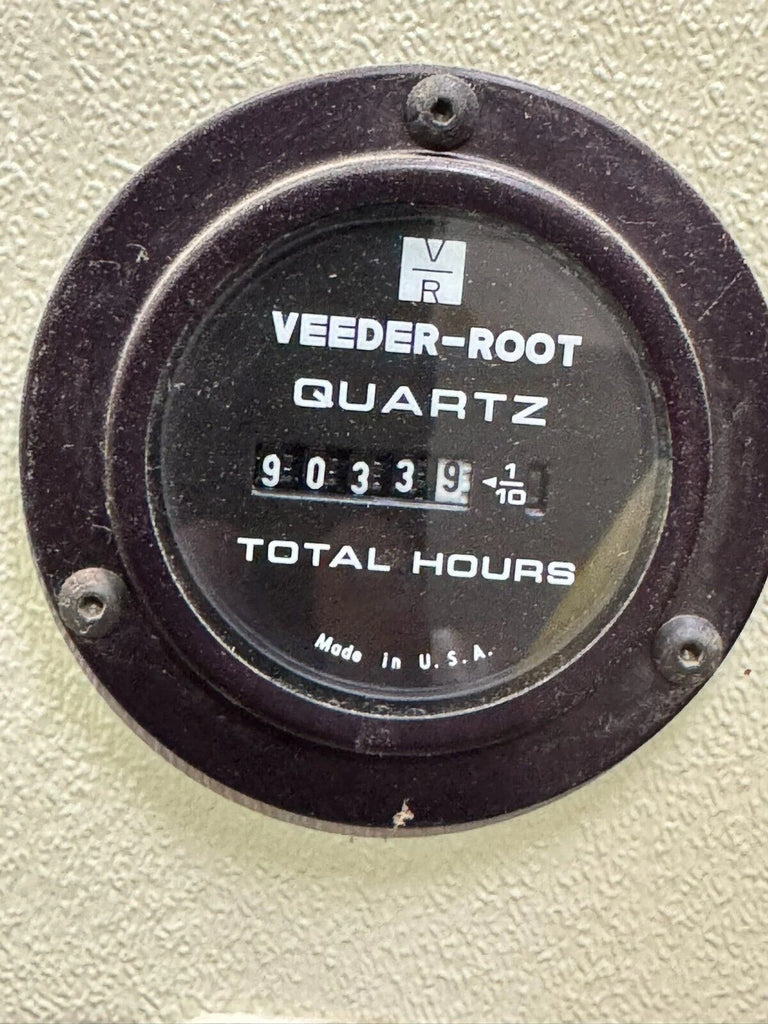 V
R
VEEDER-ROOT
QUARTZ
90339 ◄1/10
TOTAL HOURS
Made in U.S.A.